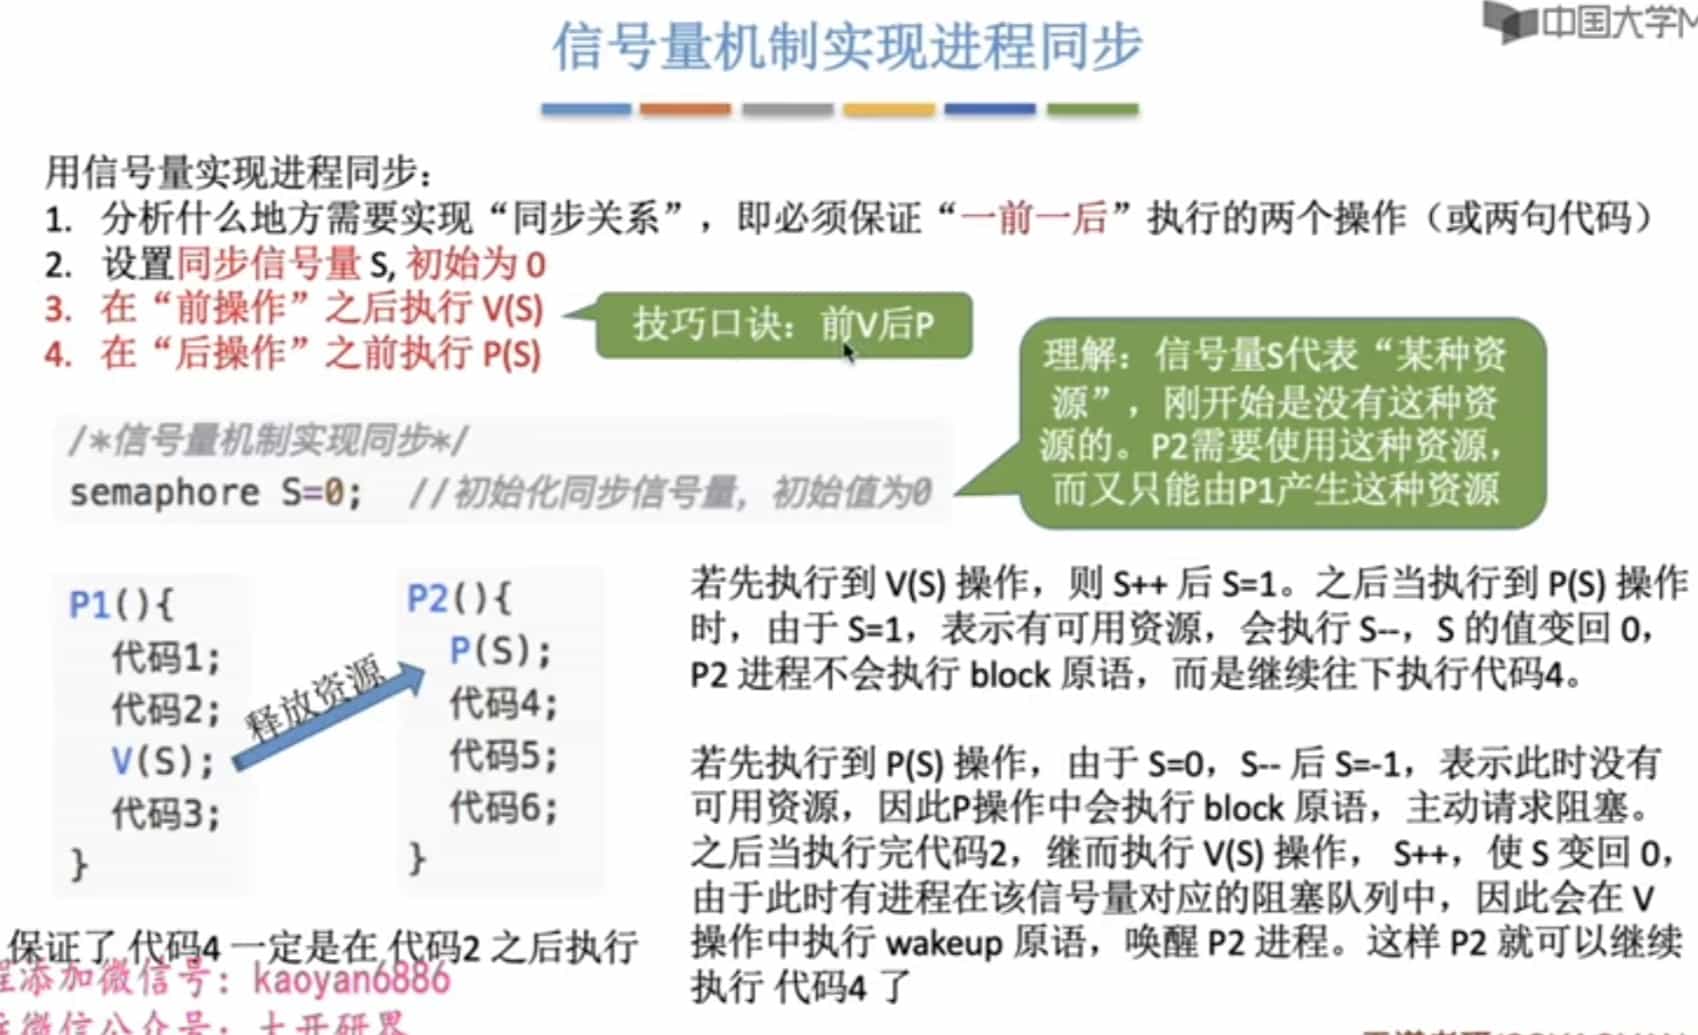 中国大学M
信号量机制实现进程同步
用信号量实现进程同步：
1. 分析什么地方需要实现“同步关系”，即必须保证“一前一后”执行的两个操作（或两句代码）
2. 设置同步信号量 S, 初始为 0
3. 在“前操作”之后执行 V(S)
4. 在“后操作”之前执行 P(S)
技巧口诀：前V后P
理解：信号量S代表“某种资
源”，刚开始是没有这种资
源的。P2需要使用这种资源，
而又只能由P1产生这种资源
/*信号量机制实现同步*/
semaphore S=0; //初始化同步信号量，初始值为0
P1(){
代码1;
代码2;
V(S);
代码3;
}
释放资源
P2(){
P(S);
代码4;
代码5;
代码6;
}
保证了 代码4 一定是在 代码2 之后执行
若先执行到 V(S) 操作，则 S++ 后 S=1。之后当执行到 P(S) 操作
时，由于 S=1，表示有可用资源，会执行 S--，S 的值变回 0，
P2 进程不会执行 block 原语，而是继续往下执行代码4。
若先执行到 P(S) 操作，由于 S=0，S-- 后 S=-1，表示此时没有
可用资源，因此P操作中会执行 block 原语，主动请求阻塞。
之后当执行完代码2，继而执行 V(S) 操作， S++，使 S 变回 0，
由于此时有进程在该信号量对应的阻塞队列中，因此会在 V
操作中执行 wakeup 原语，唤醒 P2 进程。这样 P2 就可以继续
执行 代码4 了
程添加微信号：kaoyan6886
微信公众号：